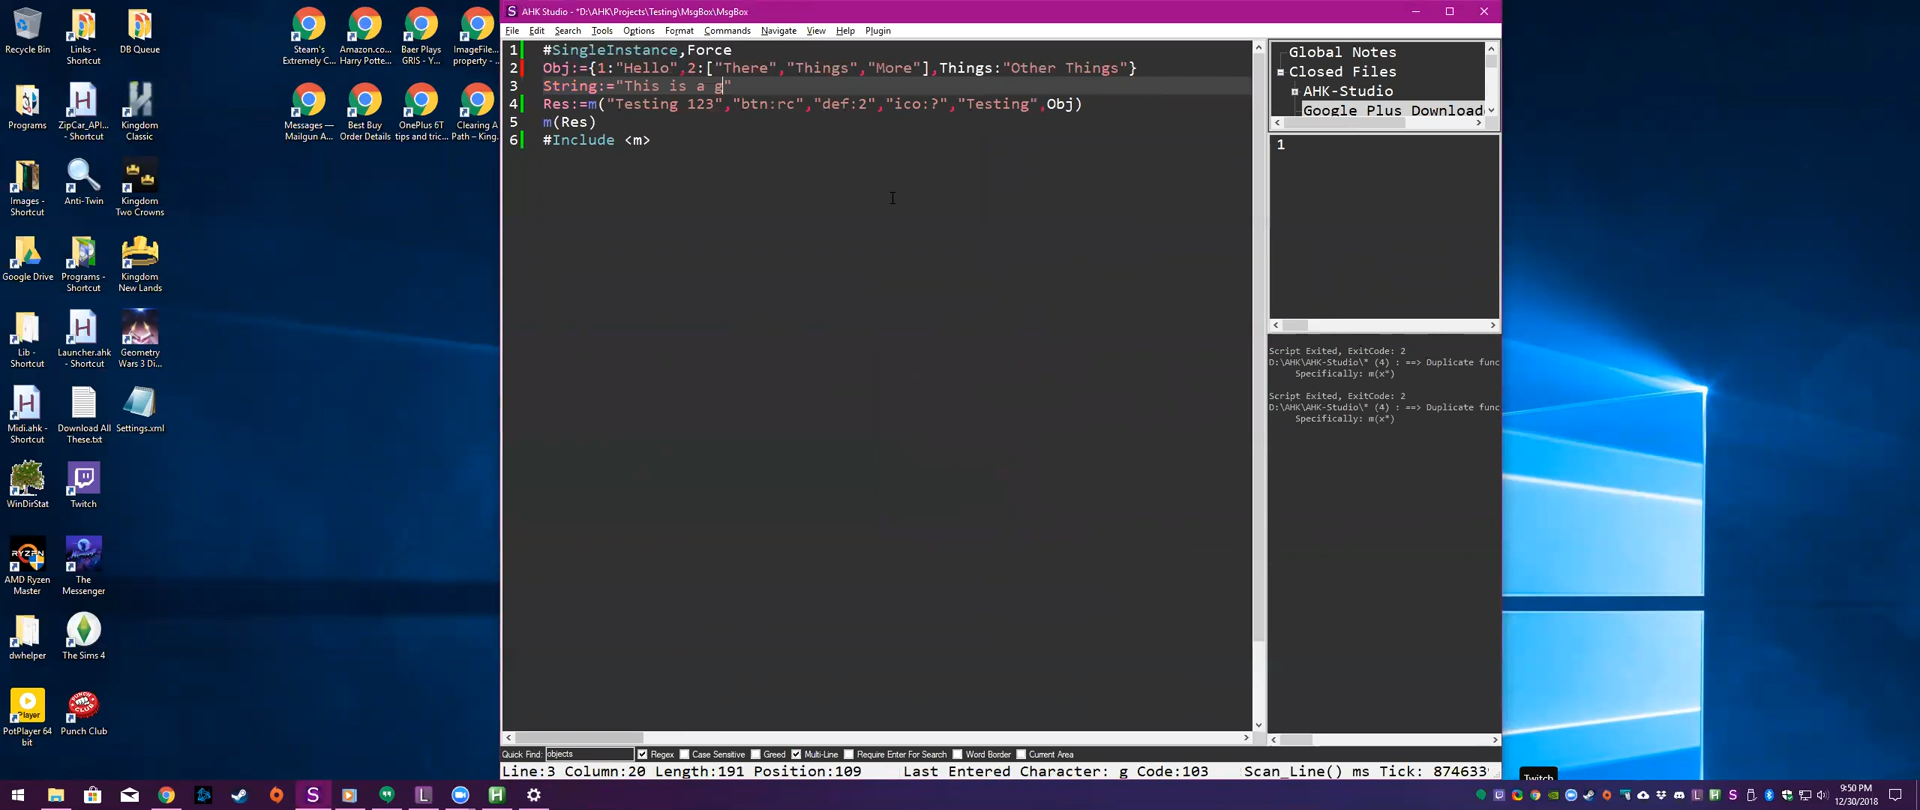 AHK Studio - *D:\AHK\Projects\Testing\MsgBox\MsgBox
File Edit Search Tools Options Format Commands Navigate View Help Plugin
1 #SingleInstance,Force
2 Obj:={1:"Hello",2:["There","Things","More"],Things:"Other Things"}
3 String:="This is a g"
4 Res:=m("Testing 123","btn:rc","def:2","ico:?","Testing",Obj)
5 m(Res)
6 #Include <m>
Global Notes
Closed Files
AHK-Studio
Google Plus Download
1
Script Exited, ExitCode: 2
D:\AHK\AHK-Studio\* (4) : ==> Duplicate func
Specifically: m(x*)
Script Exited, ExitCode: 2
D:\AHK\AHK-Studio\* (4) : ==> Duplicate func
Specifically: m(x*)
Quick Find: objects Regex Case Sensitive Greed Multi-Line Require Enter For Search Word Border Current Area
Line:3 Column:20 Length:191 Position:109 Last Entered Character: g Code:103 Scan_Line() ms Tick: 874633
Recycle Bin
Links - Shortcut
DB Queue
Steam's Extremely C...
Amazon.co... Harry Potte...
Baer Plays GRIS - Y...
ImageFile... property - ...
Programs
ZipCar_API... - Shortcut
Kingdom Classic
Messages — Mailgun A...
Best Buy Order Details
OnePlus 6T tips and tric...
Clearing A Path – King...
Images - Shortcut
Anti-Twin
Kingdom Two Crowns
Google Drive
Programs - Shortcut
Kingdom New Lands
Lib - Shortcut
Launcher.ahk - Shortcut
Geometry Wars 3 Di...
Midi.ahk - Shortcut
Download All These.txt
Settings.xml
WinDirStat
Twitch
AMD Ryzen Master
The Messenger
dwhelper
The Sims 4
PotPlayer 64 bit
Punch Club
Twitch
9:50 PM
12/30/2018